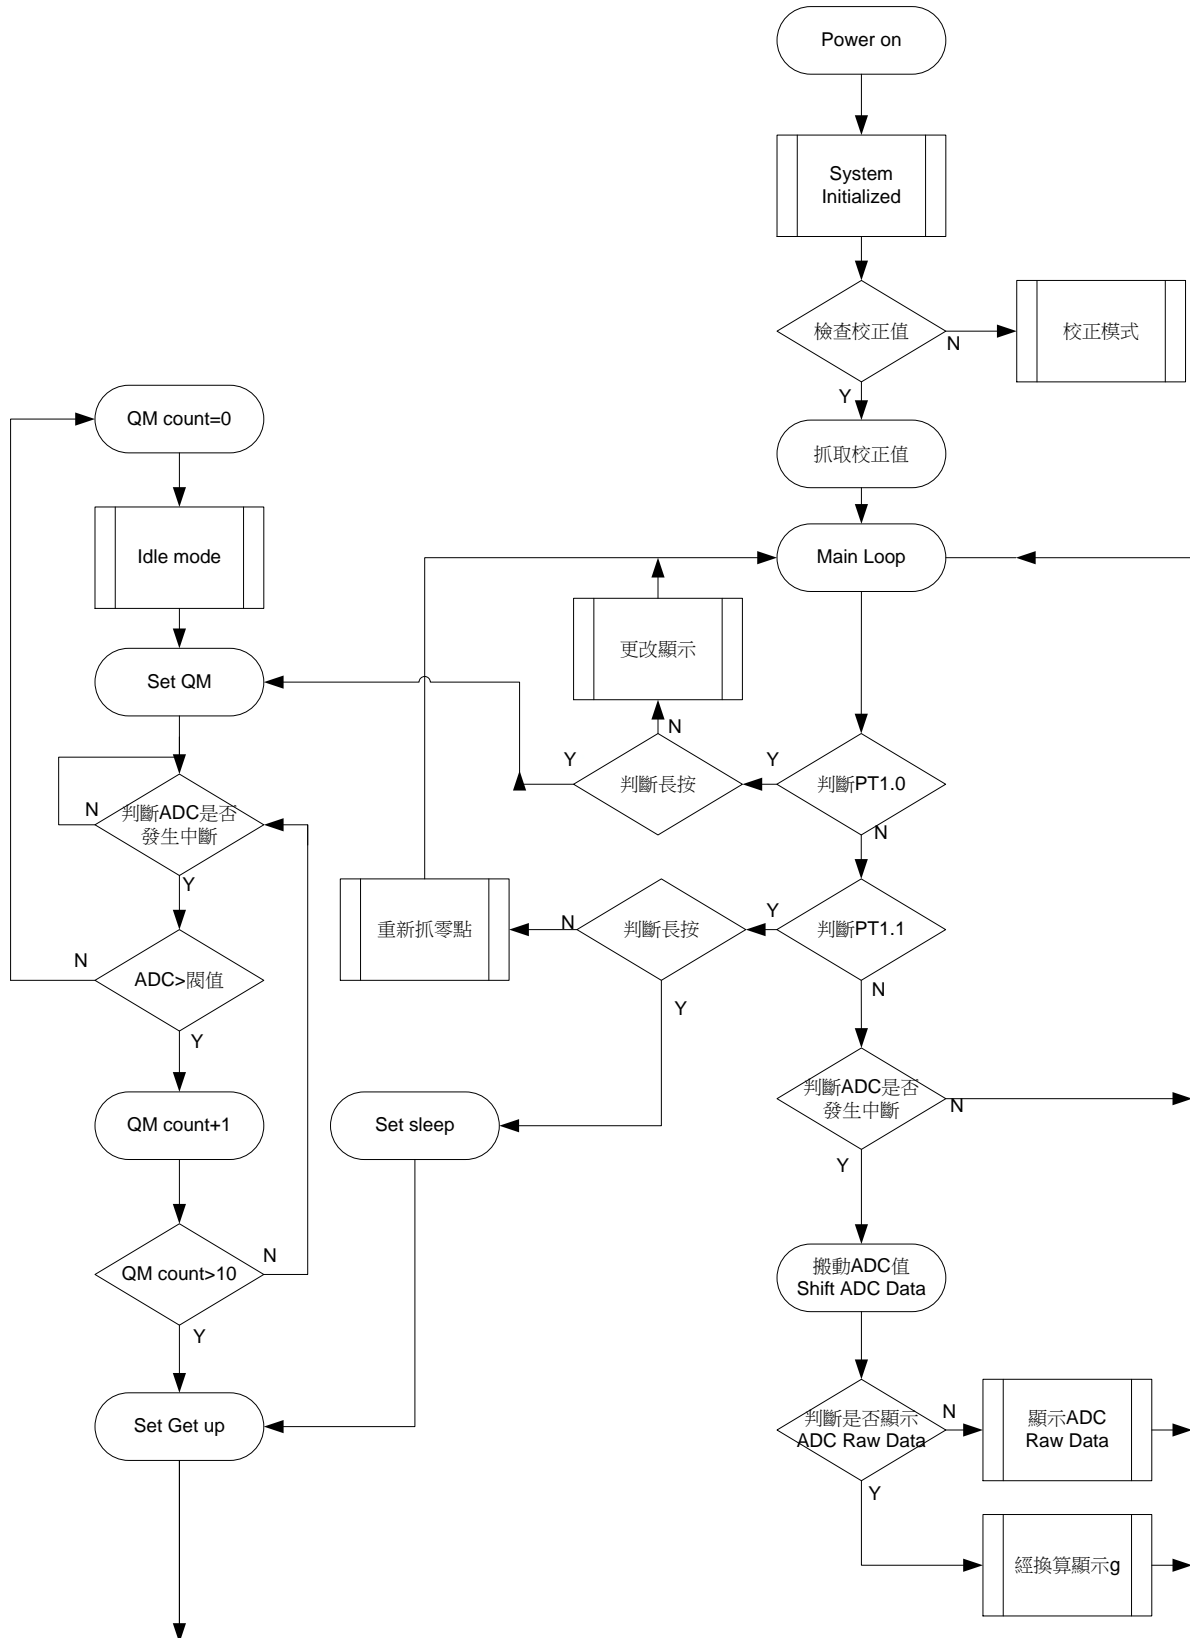 Power on
System
Initialized
檢查校正值
N
校正模式
Y
QM count=0
抓取校正值
Idle mode
Main Loop
更改顯示
Set QM
N
Y
判斷長按
Y
判斷PT1.0
N
判斷ADC是否
發生中斷
N
Y
重新抓零點
N
判斷長按
Y
判斷PT1.1
N
ADC>閥值
N
Y
Y
判斷ADC是否
發生中斷
N
QM count+1
Set sleep
Y
QM count>10
N
搬動ADC值
Shift ADC Data
Y
Set Get up
判斷是否顯示
ADC Raw Data
N
顯示ADC
Raw Data
Y
經換算顯示g